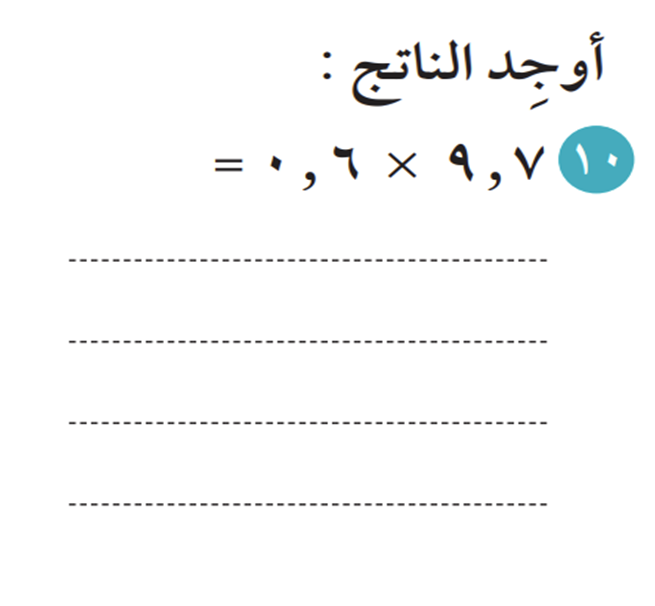 أوجِد الناتج :
١٠ ٩,٧ × ٠,٦ =